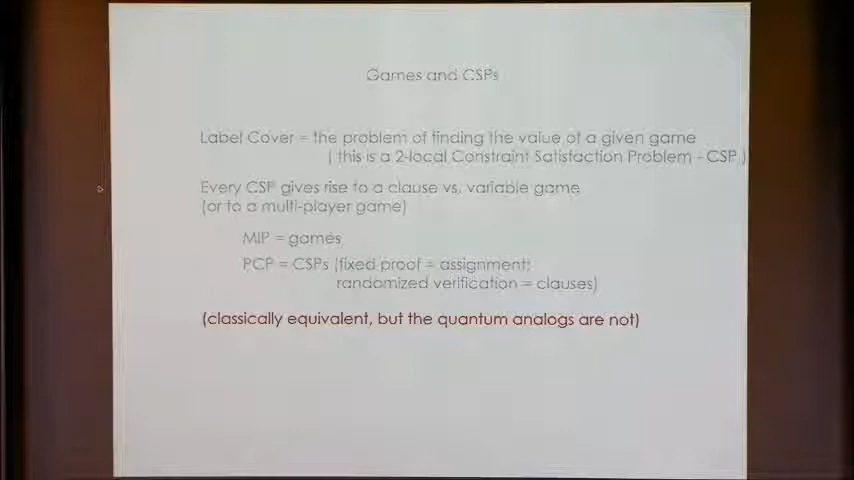 Games and CSPs
Label Cover = the problem of finding the value of a given game
( this is a 2-local Constraint Satisfaction Problem - CSP )
Every CSP gives rise to a clause vs. variable game
(or to a multi-player game)
MIP = games
PCP = CSPs (fixed proof = assignment;
randomized verification = clauses)
(classically equivalent, but the quantum analogs are not)